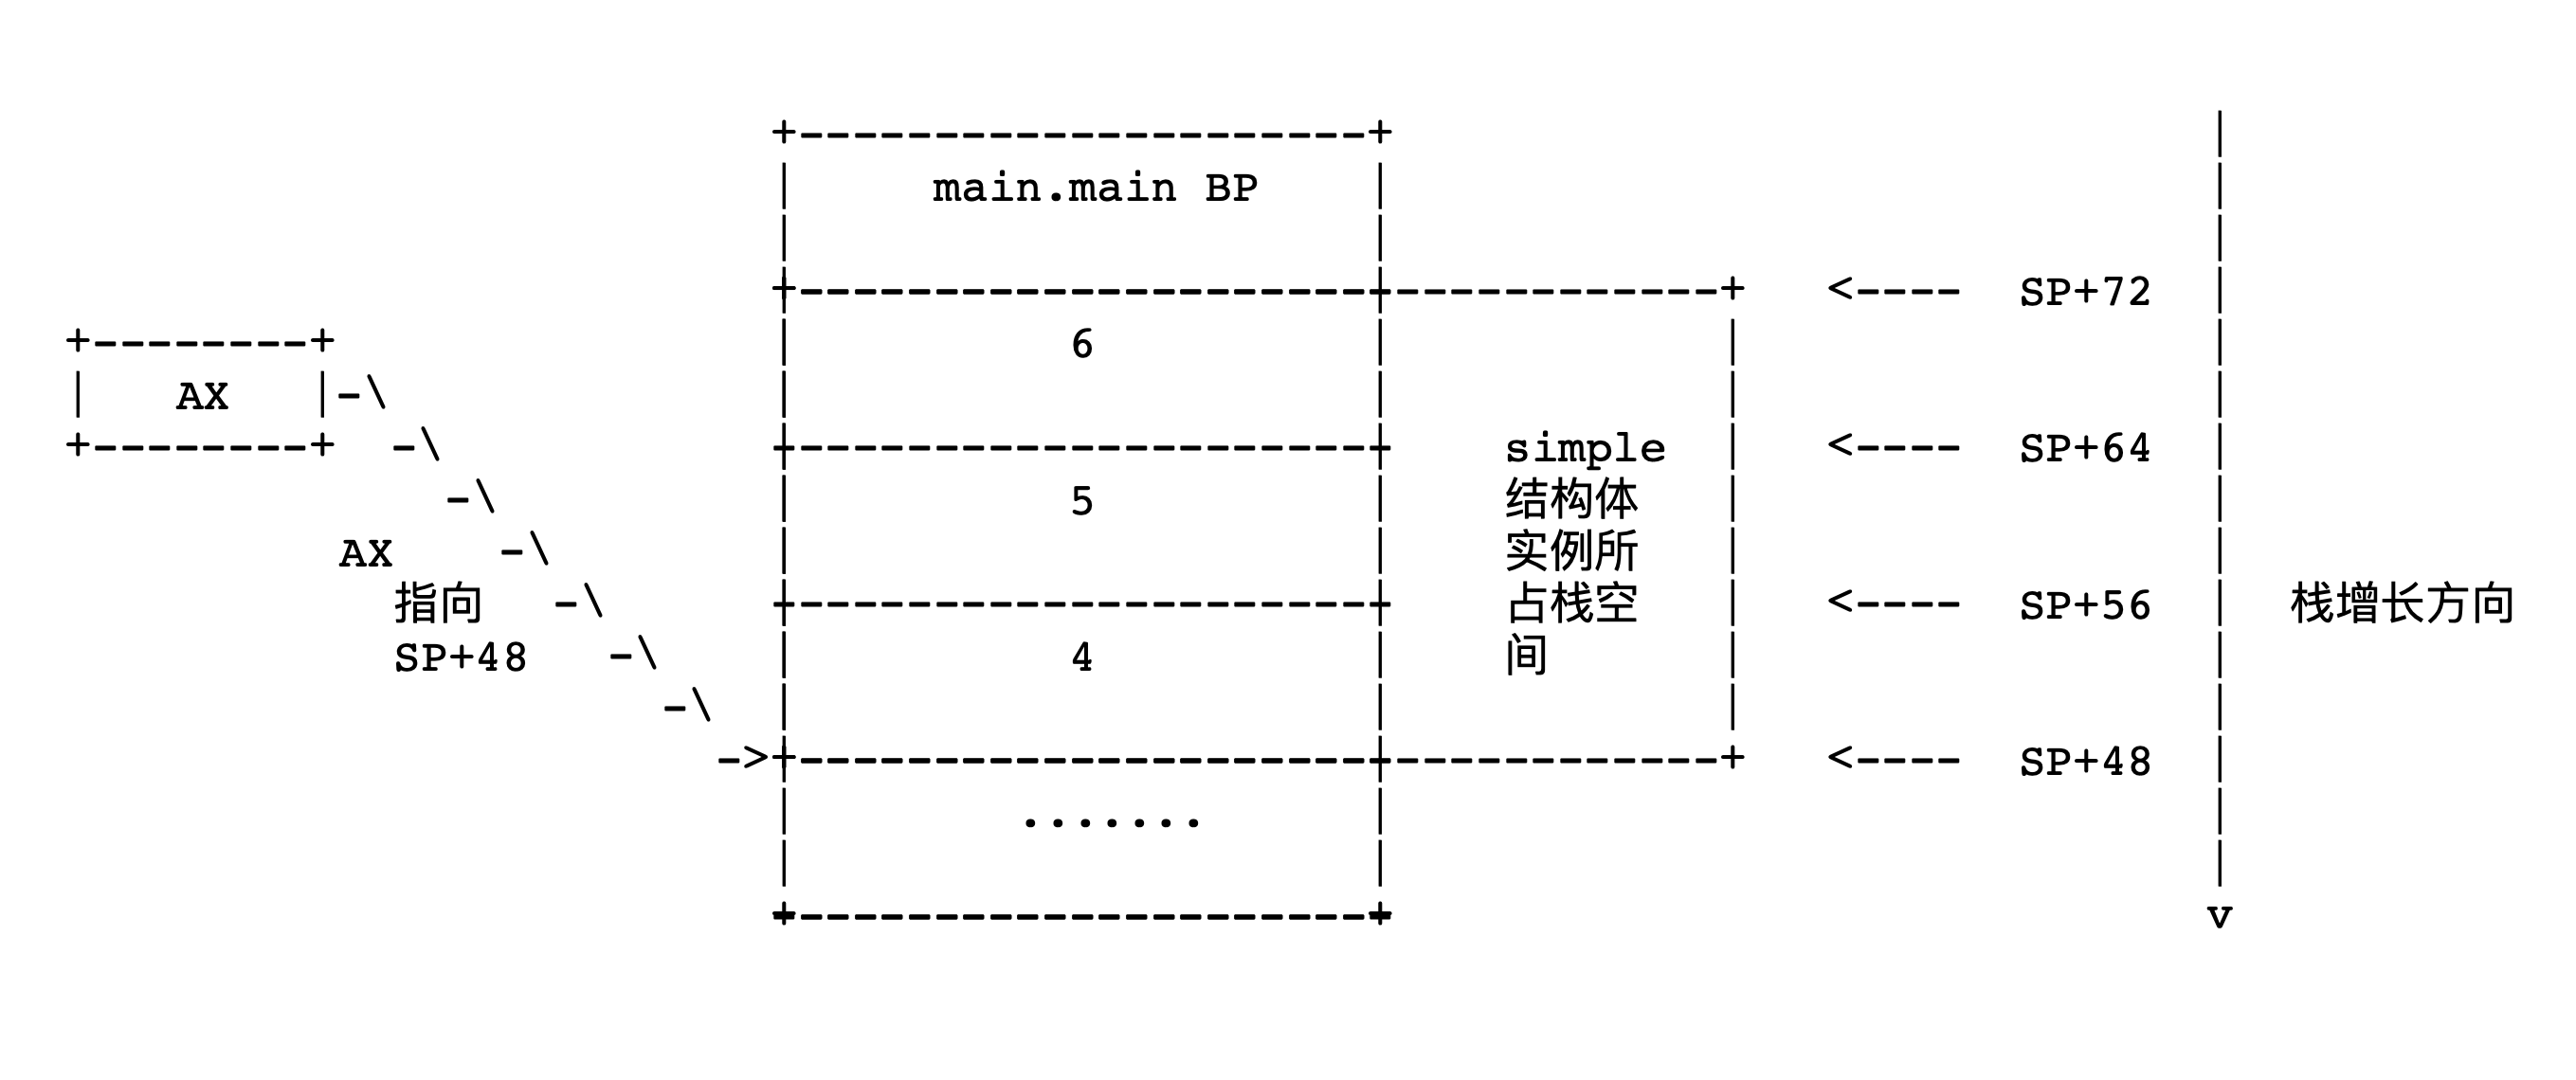 main.main BP
SP+72
6
AX
simple
SP+64
结构体
5
实例所
AX
指向
占栈空
SP+56
栈增长方向
SP+48
4
间
SP+48
.......
v